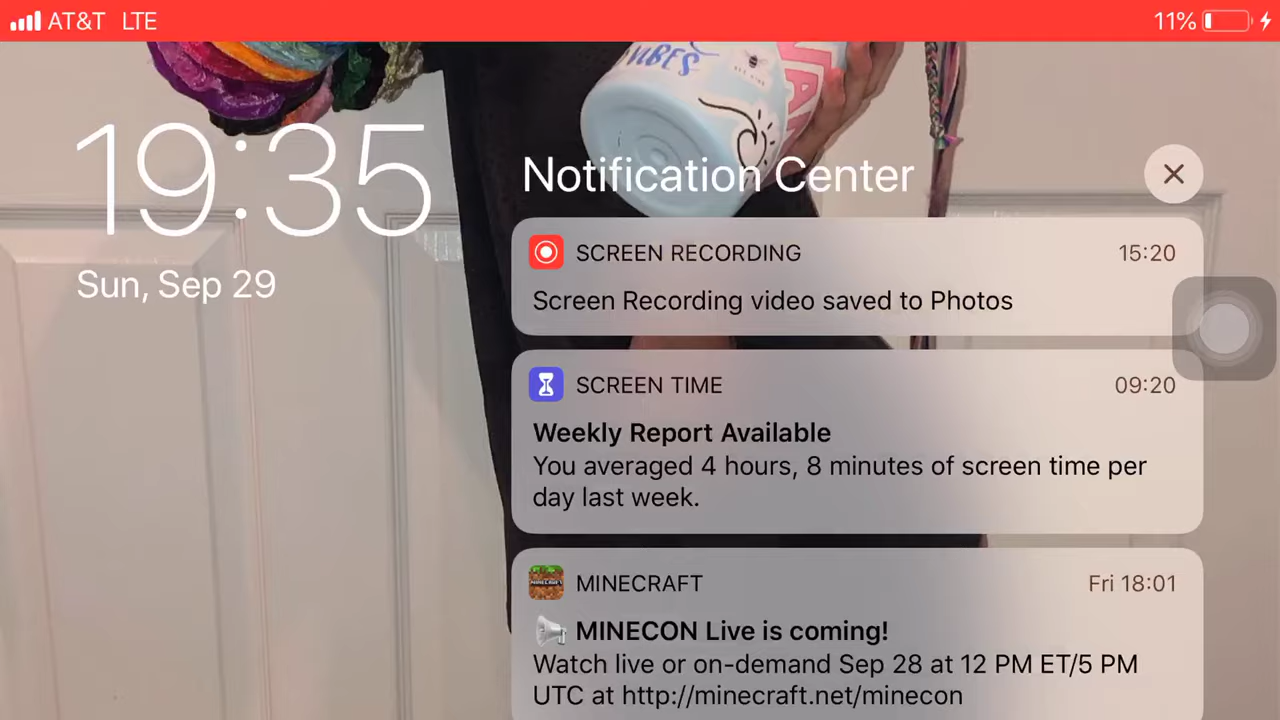 AT&T LTE 11%
VIBES
19:35
Sun, Sep 29
Notification Center
SCREEN RECORDING 15:20
Screen Recording video saved to Photos
SCREEN TIME 09:20
Weekly Report Available
You averaged 4 hours, 8 minutes of screen time per
day last week.
MINECRAFT Fri 18:01
MINECON Live is coming!
Watch live or on-demand Sep 28 at 12 PM ET/5 PM
UTC at http://minecraft.net/minecon